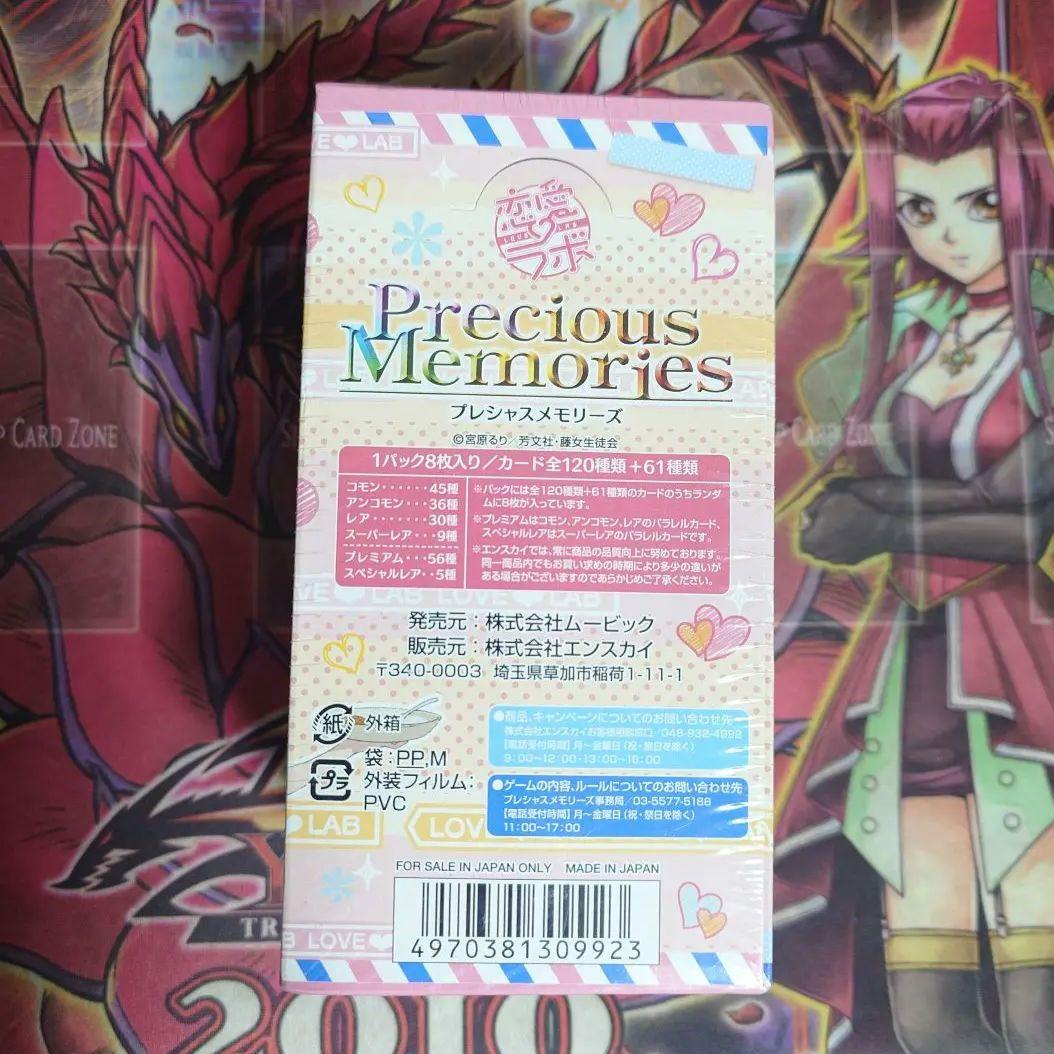 VE LAB
恋愛
LOVE LAB
ラボ
Precious
Memories
プレシャスメモリーズ
©宮原るり/芳文社・藤女生徒会
1パック8枚入り/カード全120種類+61種類
コモン・・・・・・45種
アンコモン・・・36種
レア・・・・・・・30種
スーパーレア・・・9種
プレミアム・・・56種
スペシャルレア・・5種
※パックには全120種類+61種類のカードのうちランダ
ムに8枚が入っています。
※プレミアムはコモン、アンコモン、レアのパラレルカード、
スペシャルレアはスーパーレアのパラレルカードです。
※エンスカイでは、常に商品の品質向上に努めております。
同一商品内でもお買い求めの時期により多少の違いが
ある場合がございますのであらかじめご了承ください。
LAB LOVE LAB
発売元:株式会社ムービック
販売元:株式会社エンスカイ
〒340-0003 埼玉県草加市稲荷1-11-1
紙 外箱
袋:PP,M
プラ 外装フィルム:
PVC
●商品、キャンペーンについてのお問い合わせ先
株式会社エンスカイお客様相談窓口/048-932-4992
【電話受付時間】月〜金曜日(祝・祭日を除く)
9:00〜12:00・13:00〜16:00
●ゲームの内容、ルールについてのお問い合わせ先
プレシャスメモリーズ事務局/03-5577-5188
【電話受付時間】月〜金曜日(祝・祭日を除く)
11:00〜17:00
LAB LOVE
FOR SALE IN JAPAN ONLY MADE IN JAPAN
4970381309923
B LOVE
CARD ZONE
CARD ZONE
TR
2010